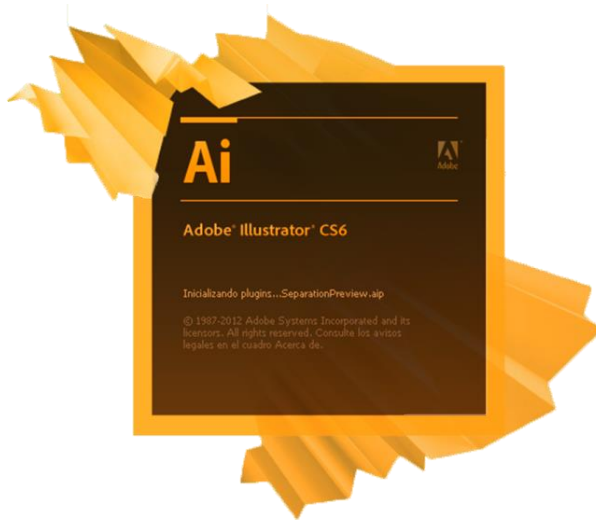 Ai
Adobe
Adobe® Illustrator® CS6
Inicializando plugins...SeparationPreview.aip
© 1987-2012 Adobe Systems Incorporated and its
licensors. All rights reserved. Consulte los avisos
legales en el cuadro Acerca de.